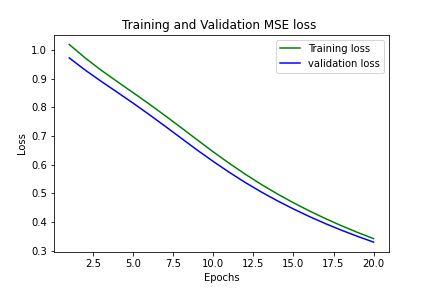 Training and Validation MSE loss
Training loss
validation loss
1.0
0.9
0.8
0.7
0.6
0.5
0.4
0.3
Loss
2.5 5.0 7.5 10.0 12.5 15.0 17.5 20.0
Epochs